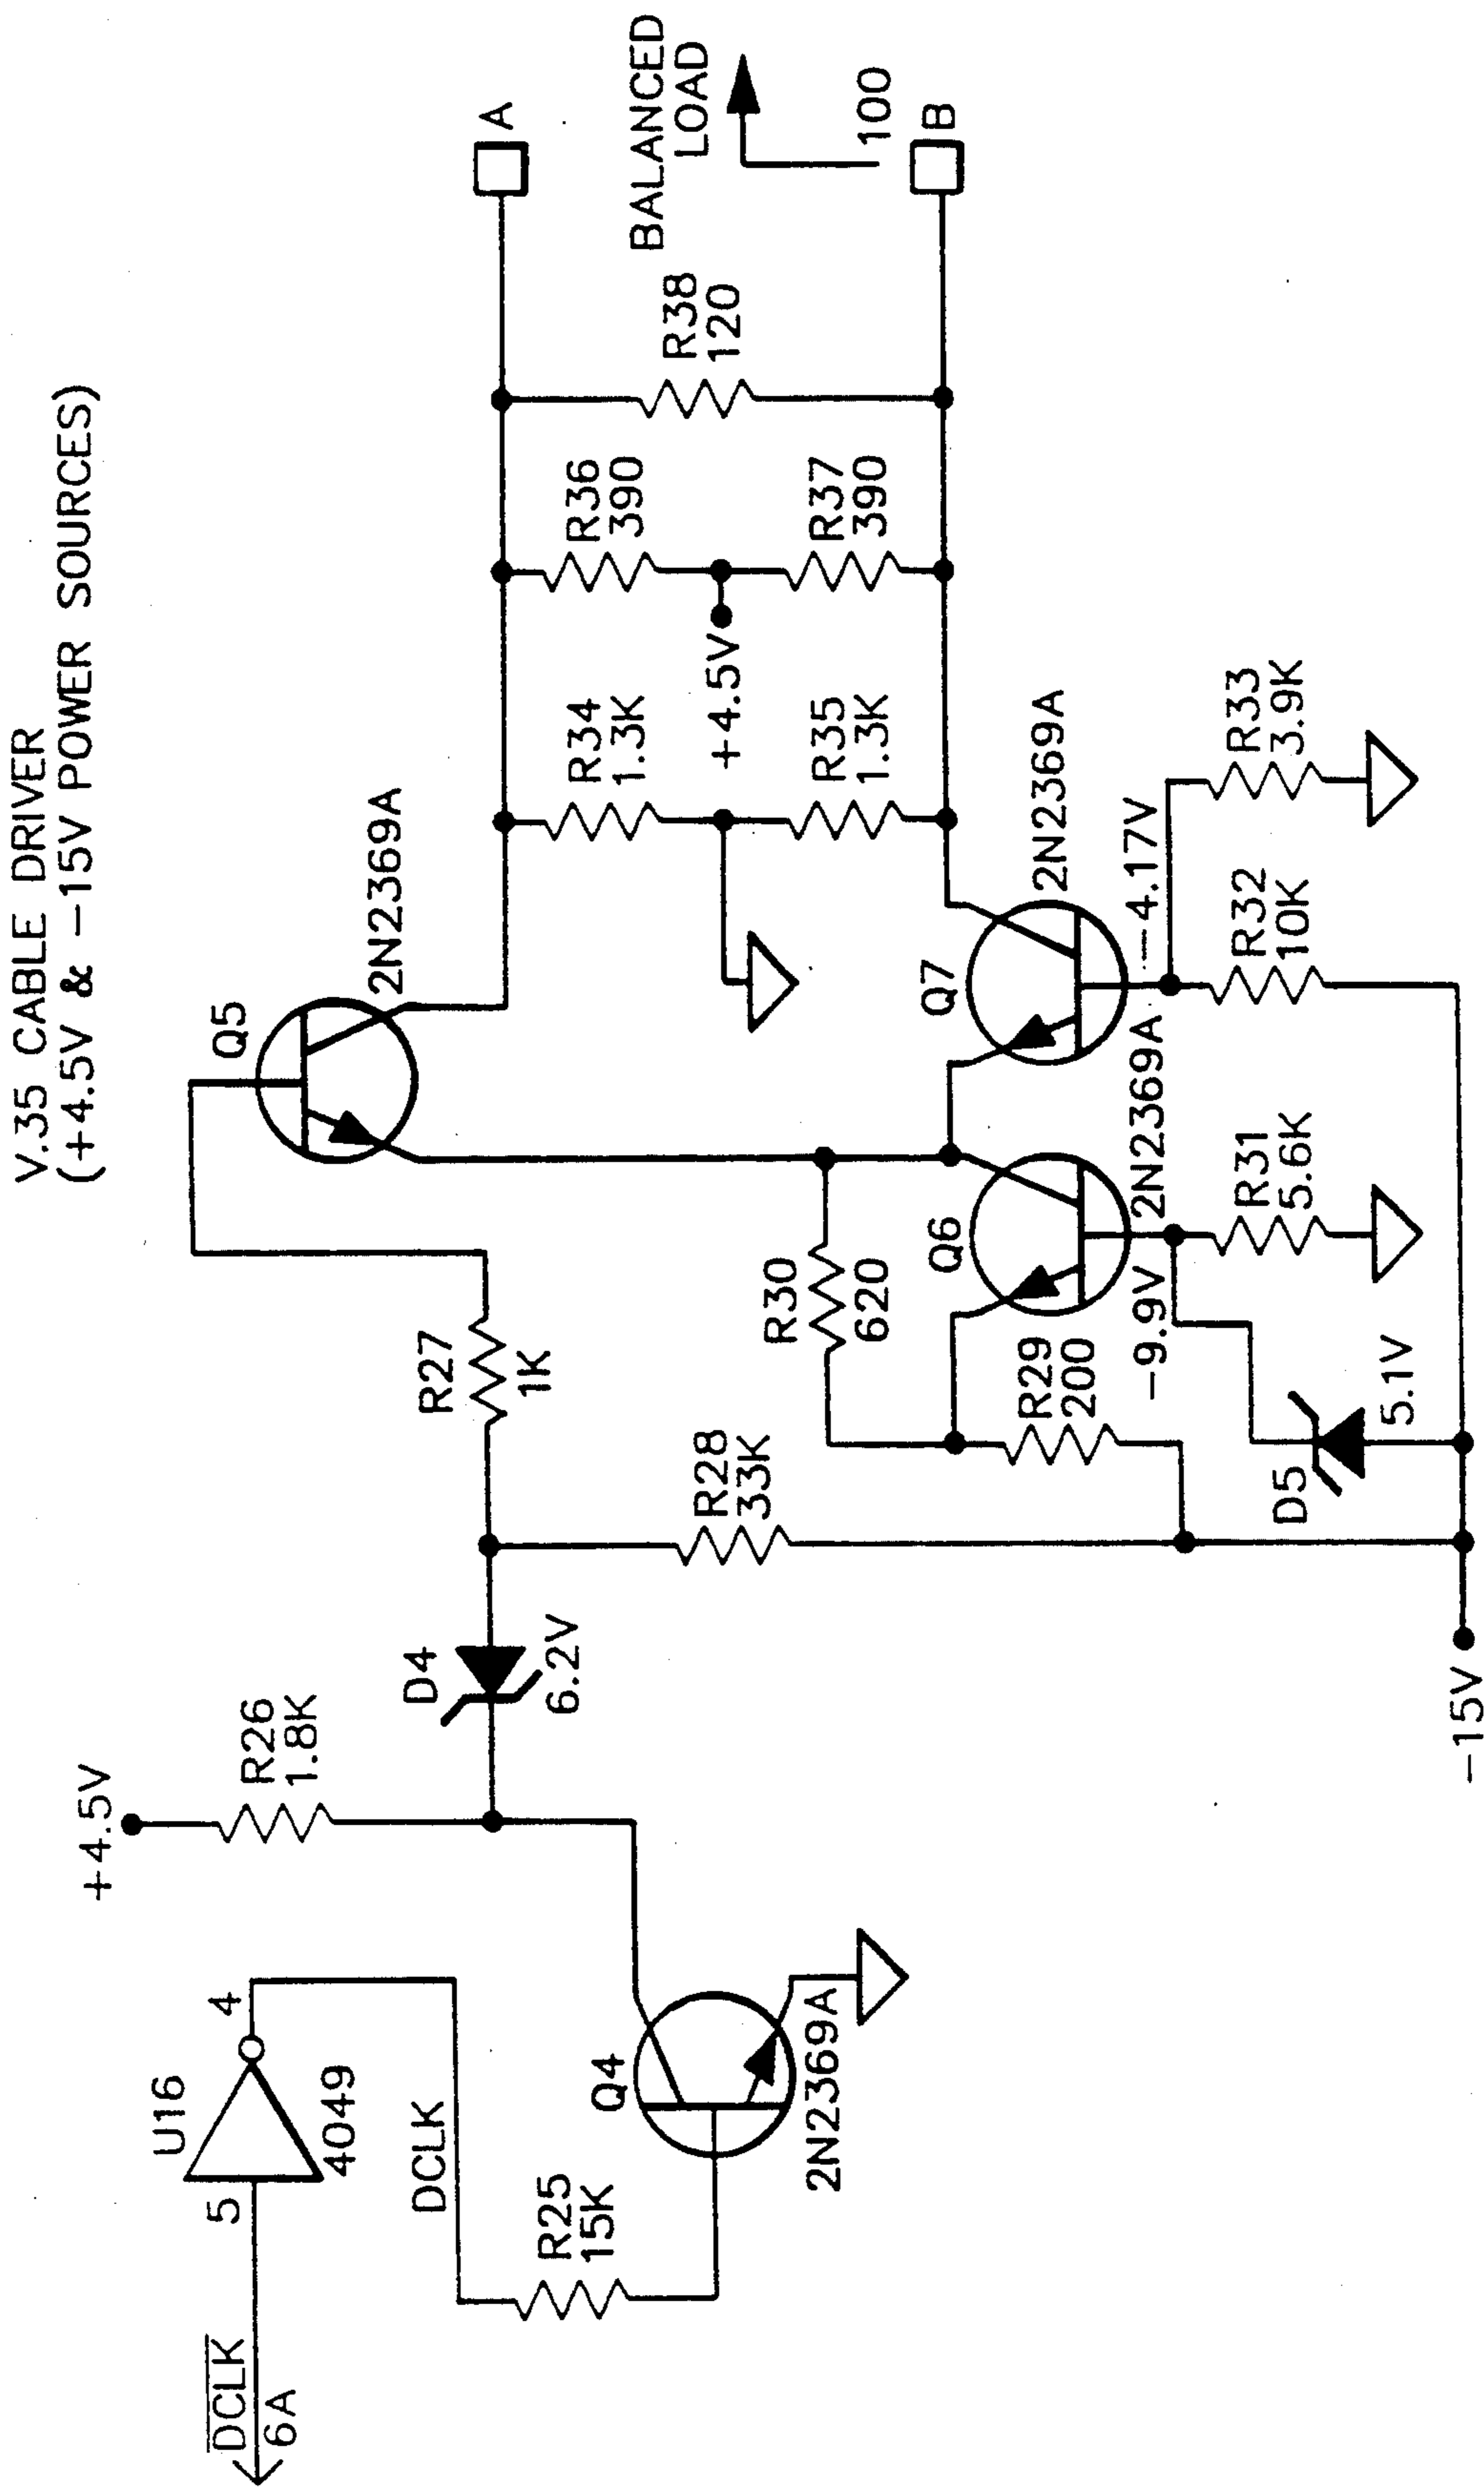 V.35 CABLE DRIVER
(+4.5V & -15V POWER SOURCES)
+4.5V
R26
1.8K
D4
6.2V
R27
1K
Q5
2N2369A
A
BALANCED
LOAD
100
B
R38
120
R36
390
R37
390
+4.5V
R34
1.3K
R35
1.3K
U16
5
4
4049
DCLK
6A
DCLK
R25
15K
Q4
2N2369A
R28
33K
R30
620
R29
200
Q6
2N2369A
-9.9V
Q7
2N2369A
-4.17V
D5
5.1V
R31
5.6K
R32
10K
R33
3.9K
-15V